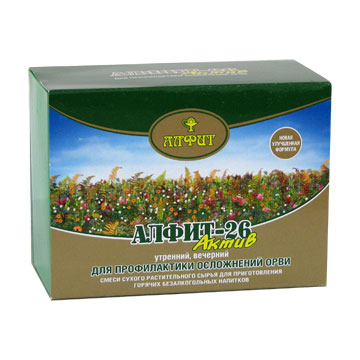 АЛФИТ
НОВАЯ
УЛУЧШЕННАЯ
ФОРМУЛА
АЛФИТ-26
Актив
утренний, вечерний
ДЛЯ ПРОФИЛАКТИКИ ОСЛОЖНЕНИЙ ОРВИ
СМЕСИ СУХОГО РАСТИТЕЛЬНОГО СЫРЬЯ ДЛЯ ПРИГОТОВЛЕНИЯ
ГОРЯЧИХ БЕЗАЛКОГОЛЬНЫХ НАПИТКОВ